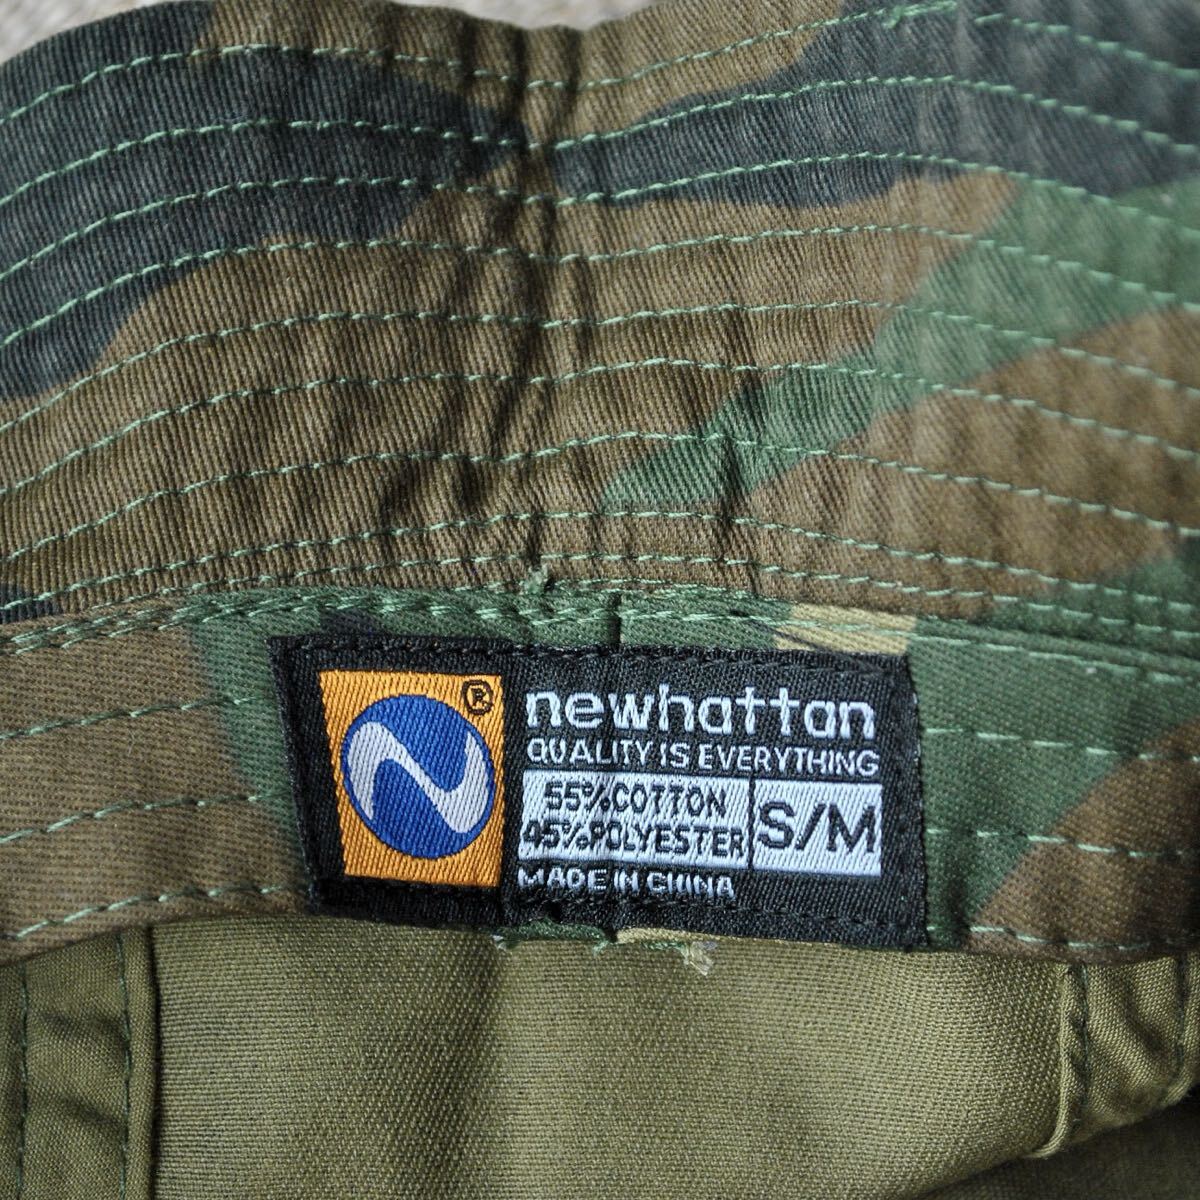 ®
newhattan
QUALITY IS EVERYTHING
55%COTTON
45%POLYESTER
S/M
MADE IN CHINA